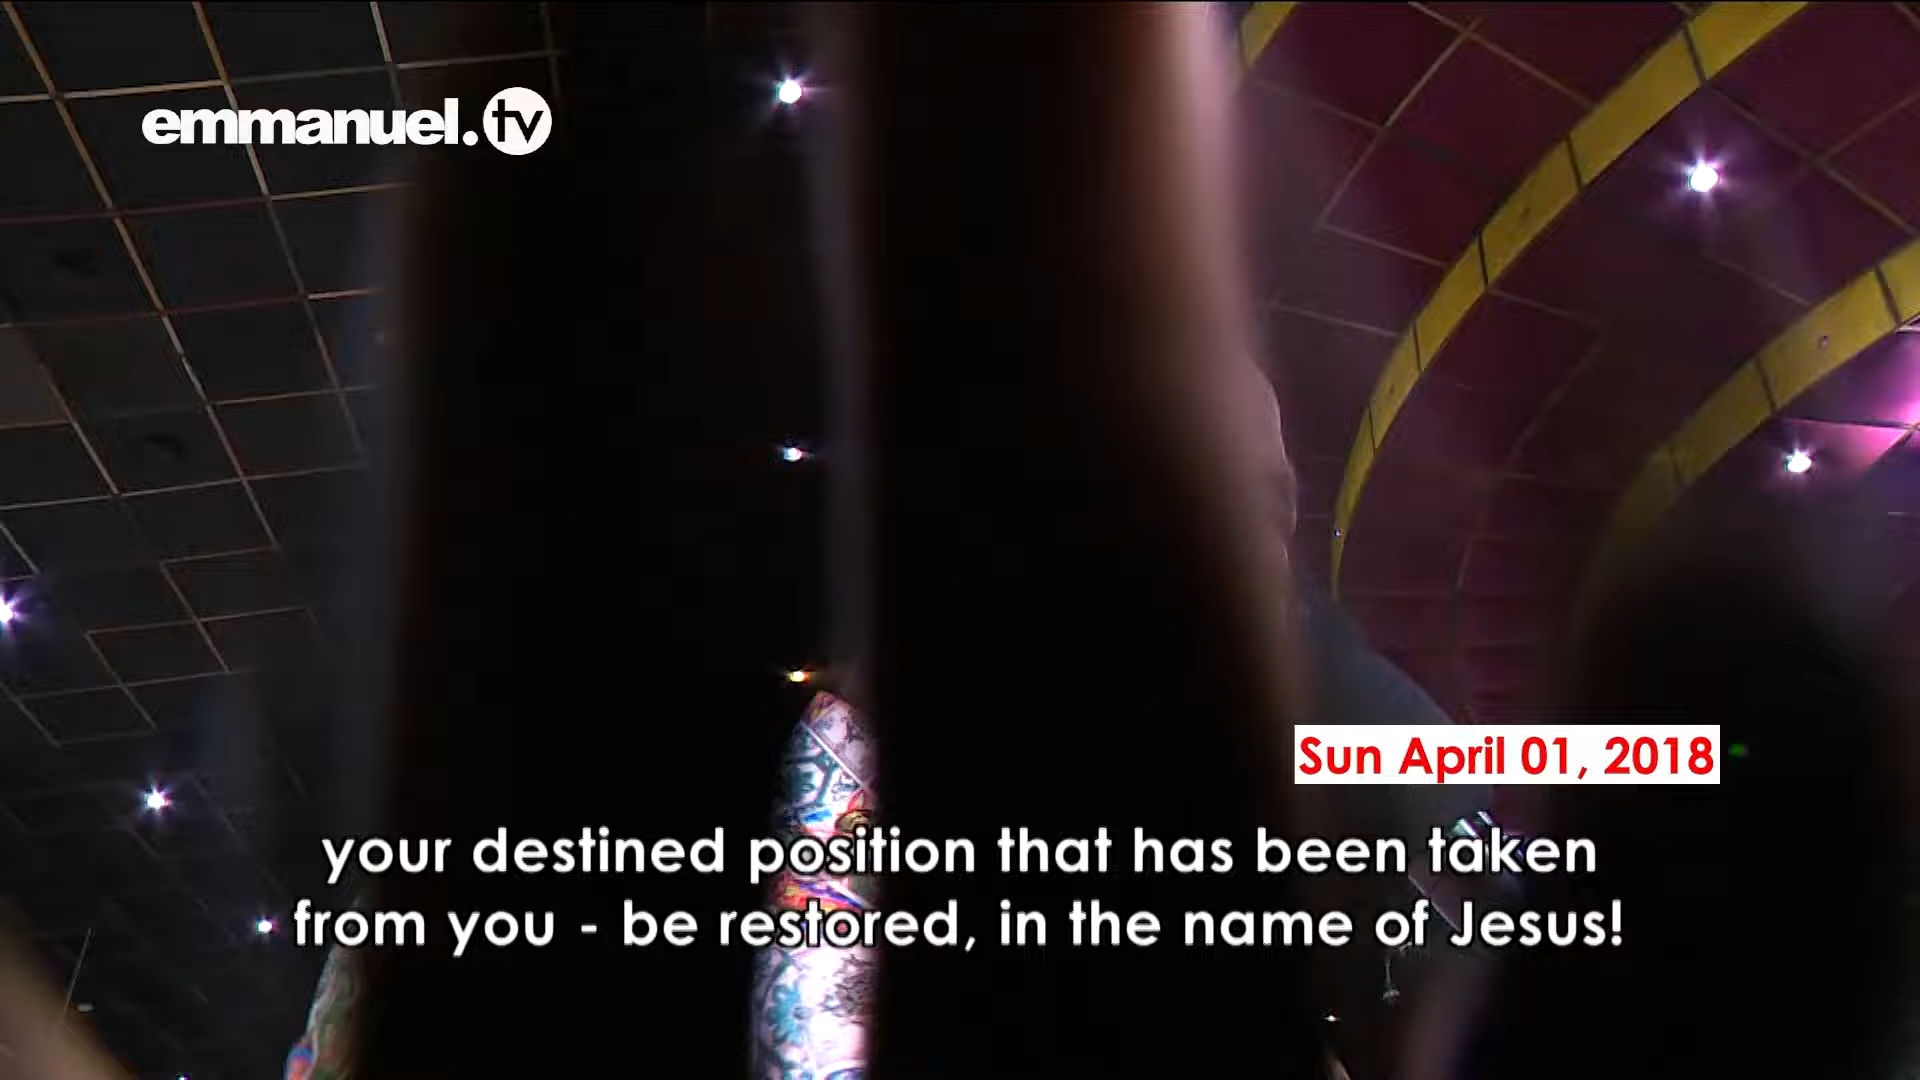 emmanuel.tv
Sun April 01, 2018
your destined position that has been taken
from you - be restored, in the name of Jesus!